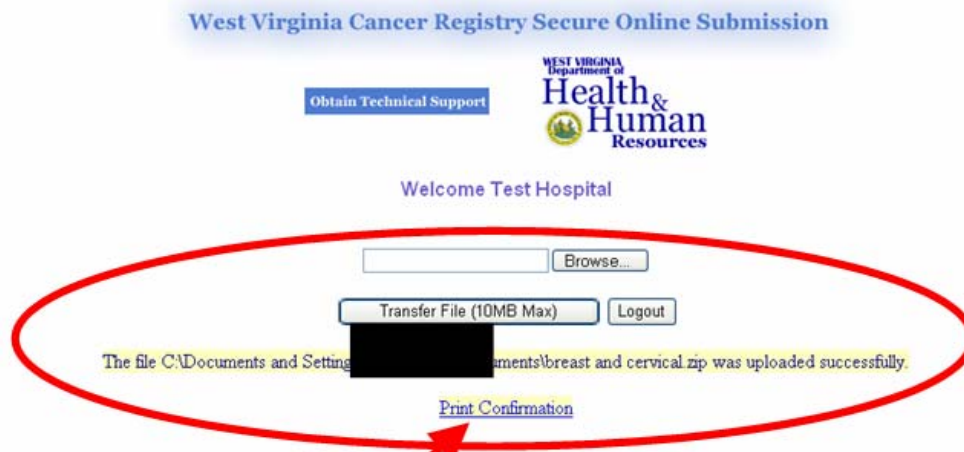 West Virginia Cancer Registry Secure Online Submission
Obtain Technical Support
WEST VIRGINIA
Department of
Health &
Human
Resources
Welcome Test Hospital
Browse...
Transfer File (10MB Max) Logout
The file C:\Documents and Setting uments\breast and cervical.zip was uploaded successfully.
Print Confirmation